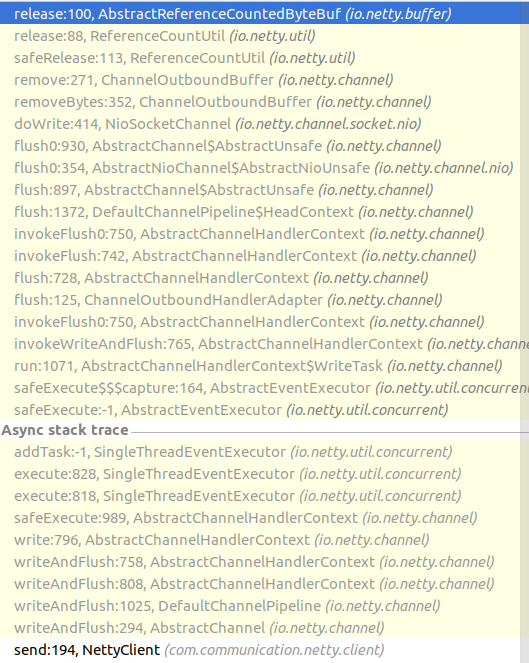 release:100, AbstractReferenceCountedByteBuf (io.netty.buffer)
release:88, ReferenceCountUtil (io.netty.util)
safeRelease:113, ReferenceCountUtil (io.netty.util)
remove:271, ChannelOutboundBuffer (io.netty.channel)
removeBytes:352, ChannelOutboundBuffer (io.netty.channel)
doWrite:414, NioSocketChannel (io.netty.channel.socket.nio)
flush0:930, AbstractChannel$AbstractUnsafe (io.netty.channel)
flush0:354, AbstractNioChannel$AbstractNioUnsafe (io.netty.channel.nio)
flush:897, AbstractChannel$AbstractUnsafe (io.netty.channel)
flush:1372, DefaultChannelPipeline$HeadContext (io.netty.channel)
invokeFlush0:750, AbstractChannelHandlerContext (io.netty.channel)
invokeFlush:742, AbstractChannelHandlerContext (io.netty.channel)
flush:728, AbstractChannelHandlerContext (io.netty.channel)
flush:125, ChannelOutboundHandlerAdapter (io.netty.channel)
invokeFlush0:750, AbstractChannelHandlerContext (io.netty.channel)
invokeWriteAndFlush:765, AbstractChannelHandlerContext (io.netty.channe
run:1071, AbstractChannelHandlerContext$WriteTask (io.netty.channel)
safeExecute$$$capture:164, AbstractEventExecutor (io.netty.util.concurren
safeExecute:-1, AbstractEventExecutor (io.netty.util.concurrent)
Async stack trace
addTask:-1, SingleThreadEventExecutor (io.netty.util.concurrent)
execute:828, SingleThreadEventExecutor (io.netty.util.concurrent)
execute:818, SingleThreadEventExecutor (io.netty.util.concurrent)
safeExecute:989, AbstractChannelHandlerContext (io.netty.channel)
write:796, AbstractChannelHandlerContext (io.netty.channel)
writeAndFlush:758, AbstractChannelHandlerContext (io.netty.channel)
writeAndFlush:808, AbstractChannelHandlerContext (io.netty.channel)
writeAndFlush:1025, DefaultChannelPipeline (io.netty.channel)
writeAndFlush:294, AbstractChannel (io.netty.channel)
send:194, NettyClient (com.communication.netty.client)